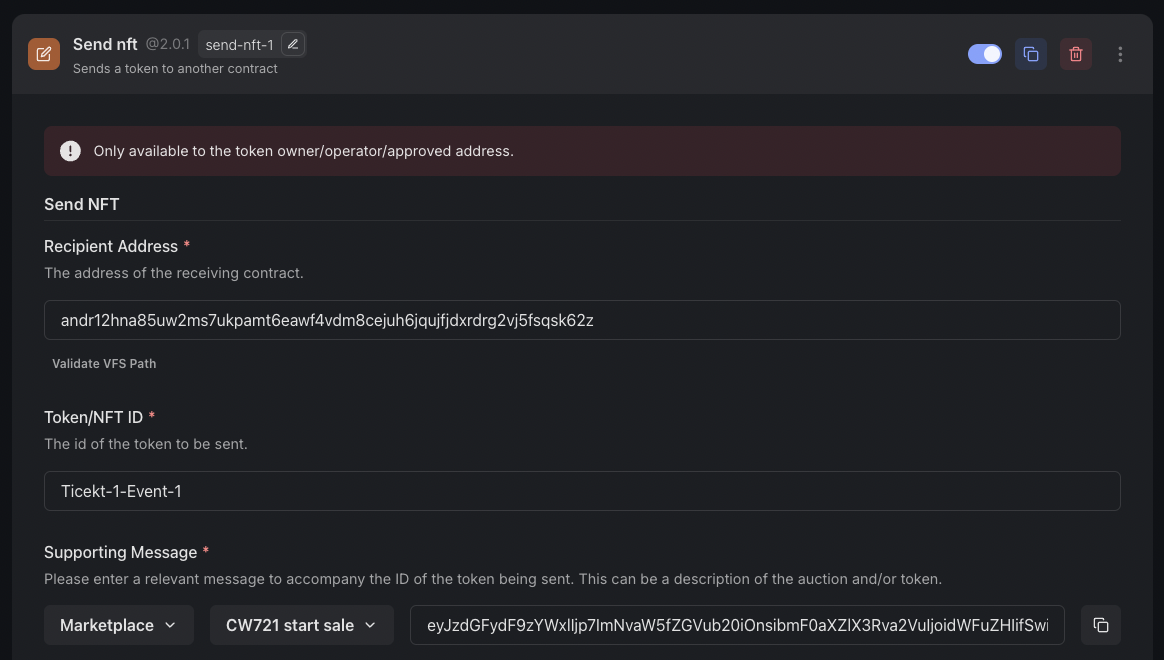 Send nft @2.0.1 send-nft-1
Sends a token to another contract
Only available to the token owner/operator/approved address.
Send NFT
Recipient Address *
The address of the receiving contract.
andr12hna85uw2ms7ukpamt6eawf4vdm8cejuh6jqujfjdxrdrg2vj5fsqsk62z
Validate VFS Path
Token/NFT ID *
The id of the token to be sent.
Ticekt-1-Event-1
Supporting Message *
Please enter a relevant message to accompany the ID of the token being sent. This can be a description of the auction and/or token.
Marketplace CW721 start sale eyJzdGFydF9zYWxlIjp7ImNvaW5fZGVub20iOnsibmF0aXZlX3Rva2VuIjoidWFuZHIifSwi